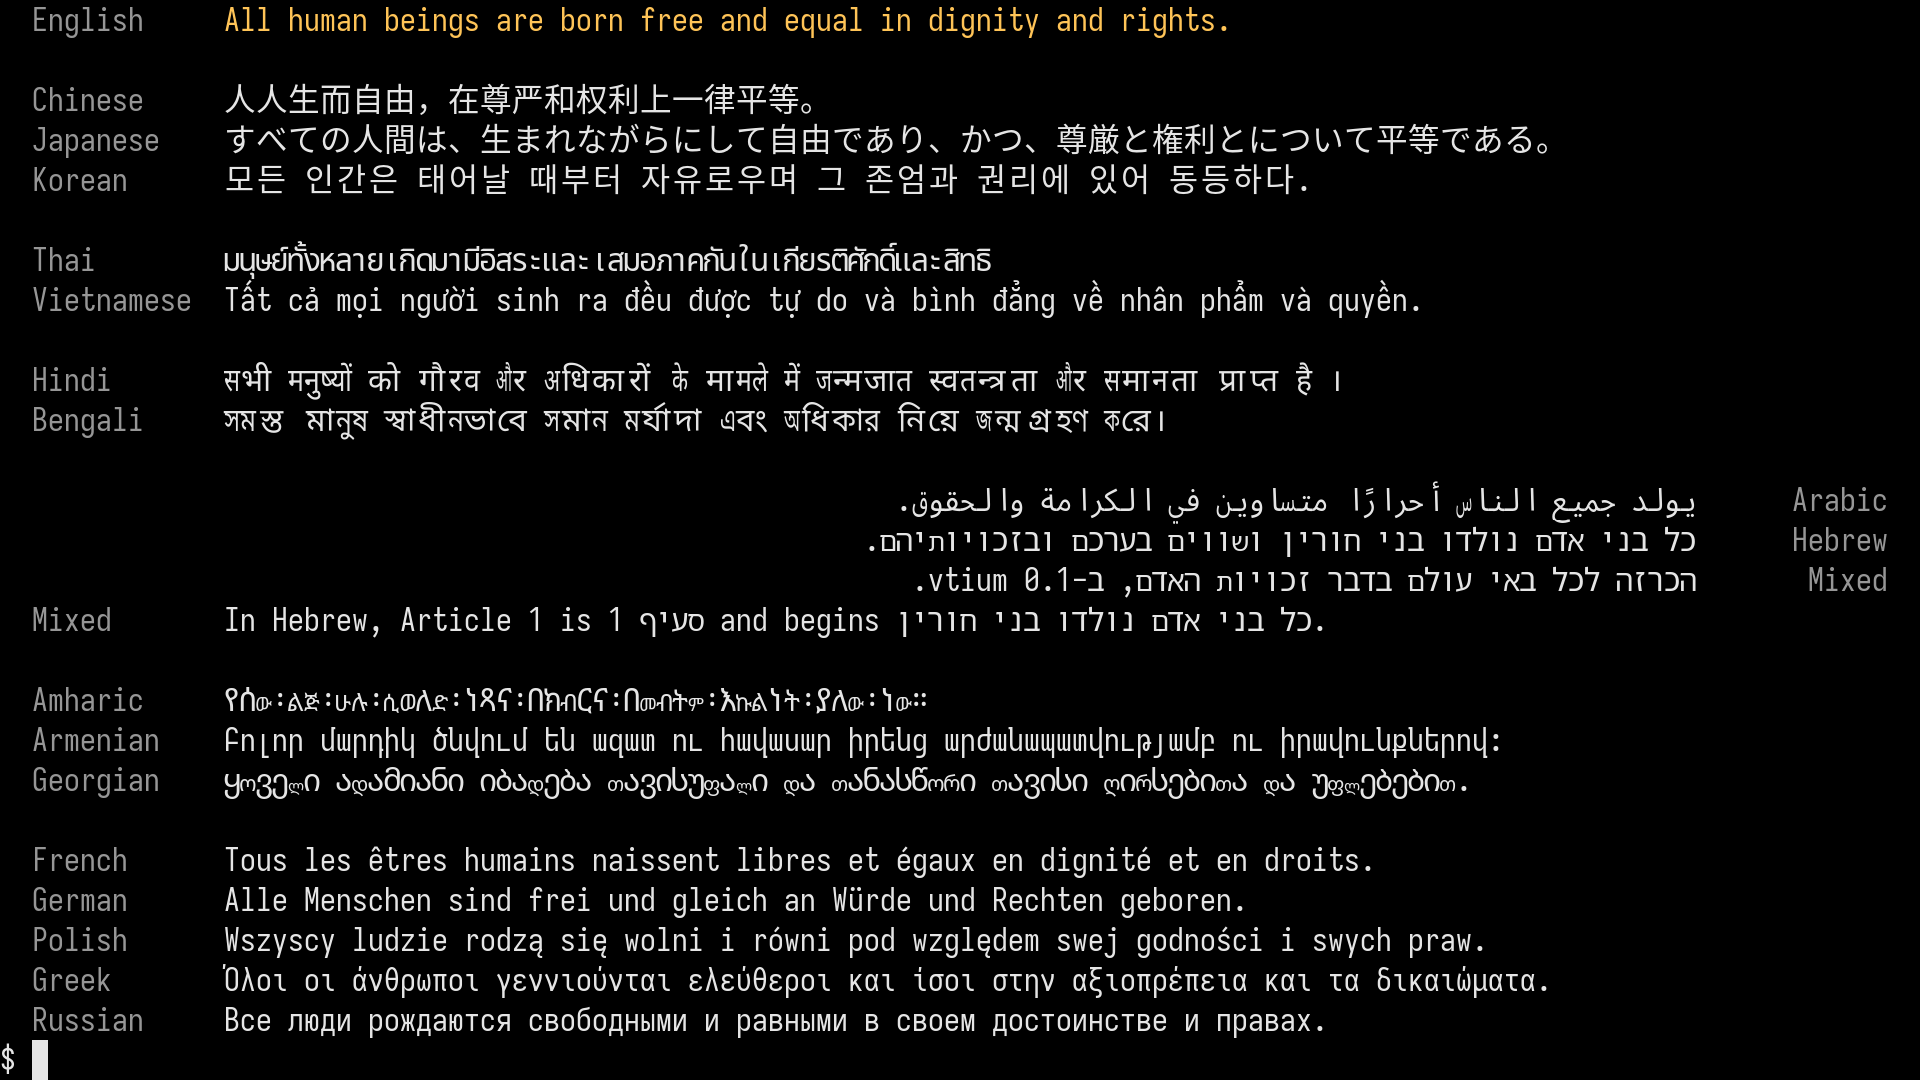 English All human beings are born free and equal in dignity and rights.
Chinese 人人生而自由，在尊严和权利上一律平等。
Japanese すべての人間は、生まれながらにして自由であり、かつ、尊厳と権利とについて平等である。
Korean 모든 인간은 태어날 때부터 자유로우며 그 존엄과 권리에 있어 동등하다.
Thai มนุษย์ทั้งหลายเกิดมามีอิสระและเสมอภาคกันในเกียรติศักดิ์และสิทธิ
Vietnamese Tất cả mọi người sinh ra đều được tự do và bình đẳng về nhân phẩm và quyền.
Hindi सभी मनुष्यों को गौरव और अधिकारों के मामले में जन्मजात स्वतन्त्रता और समानता प्राप्त है ।
Bengali সমস্ত মানুষ স্বাধীনভাবে সমান মর্যাদা এবং অধিকার নিয়ে জন্মগ্রহণ করে।
Arabic يولد جميع الناس أحرارًا متساوين في الكرامة والحقوق.
Hebrew כל בני אדם נולדו בני חורין ושווים בערכם ובזכויותיהם.
Mixed הכרזה לכל באי עולם בדבר זכויות האדם, ב-vtium 0.1.
Mixed In Hebrew, Article 1 is סעיף 1 and begins כל בני אדם נולדו בני חורין.
Amharic የሰው፡ልጅ፡ሁሉ፡ሲወለድ፡ነጻና፡በክብርና፡በመብትም፡እኩልነት፡ያለው፡ነው።
Armenian Բոլոր մարդիկ ծնվում են ազատ ու հավասար իրենց արժանապատվությամբ ու իրավունքներով:
Georgian ყოველი ადამიანი იბადება თავისუფალი და თანასწორი თავისი ღირსებითა და უფლებებით.
French Tous les êtres humains naissent libres et égaux en dignité et en droits.
German Alle Menschen sind frei und gleich an Würde und Rechten geboren.
Polish Wszyscy ludzie rodzą się wolni i równi pod względem swej godności i swych praw.
Greek Όλοι οι άνθρωποι γεννιούνται ελεύθεροι και ίσοι στην αξιοπρέπεια και τα δικαιώματα.
Russian Все люди рождаются свободными и равными в своем достоинстве и правах.
$